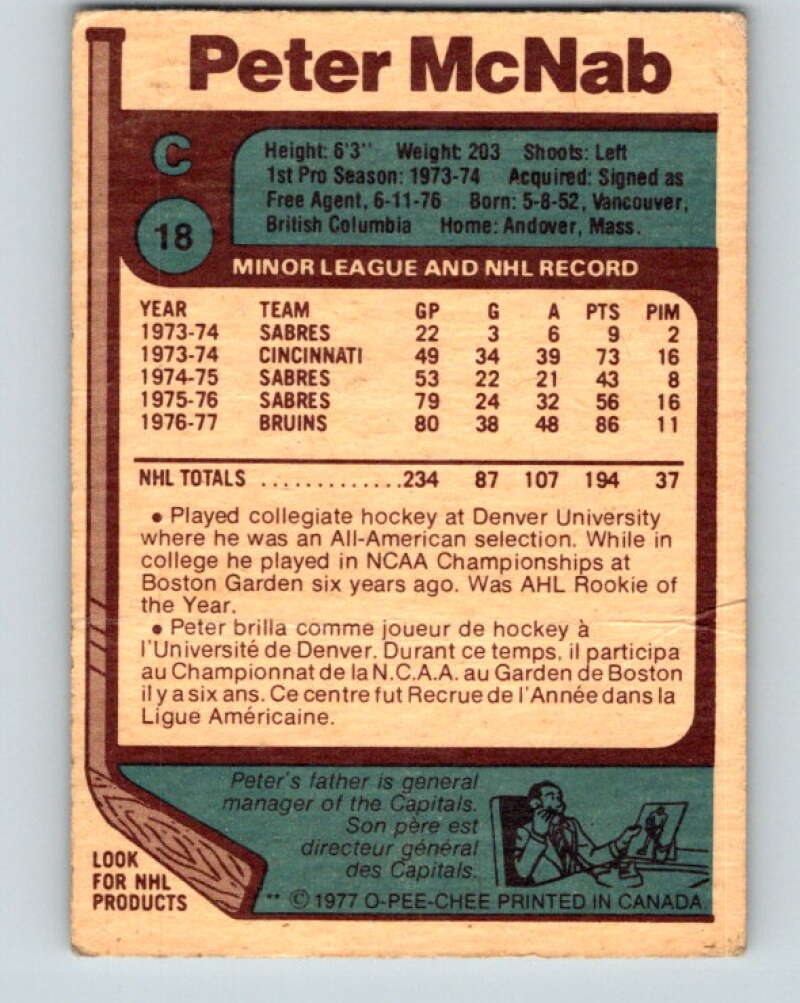 Peter McNab
C
18
Height: 6'3" Weight: 203 Shoots: Left
1st Pro Season: 1973-74 Acquired: Signed as
Free Agent, 6-11-76 Born: 5-8-52, Vancouver,
British Columbia Home: Andover, Mass.
MINOR LEAGUE AND NHL RECORD
YEAR TEAM GP G A PTS PIM
1973-74 SABRES 22 3 6 9 2
1973-74 CINCINNATI 49 34 39 73 16
1974-75 SABRES 53 22 21 43 8
1975-76 SABRES 79 24 32 56 16
1976-77 BRUINS 80 38 48 86 11
NHL TOTALS .............234 87 107 194 37
• Played collegiate hockey at Denver University
where he was an All-American selection. While in
college he played in NCAA Championships at
Boston Garden six years ago. Was AHL Rookie of
the Year.
• Peter brilla comme joueur de hockey à
l'Université de Denver. Durant ce temps, il participa
au Championnat de la N.C.A.A. au Garden de Boston
il y a six ans. Ce centre fut Recrue de l'Année dans la
Ligue Américaine.
Peter's father is general
manager of the Capitals.
Son père est
directeur général
des Capitals.
LOOK
FOR NHL
PRODUCTS
** © 1977 O-PEE-CHEE PRINTED IN CANADA.